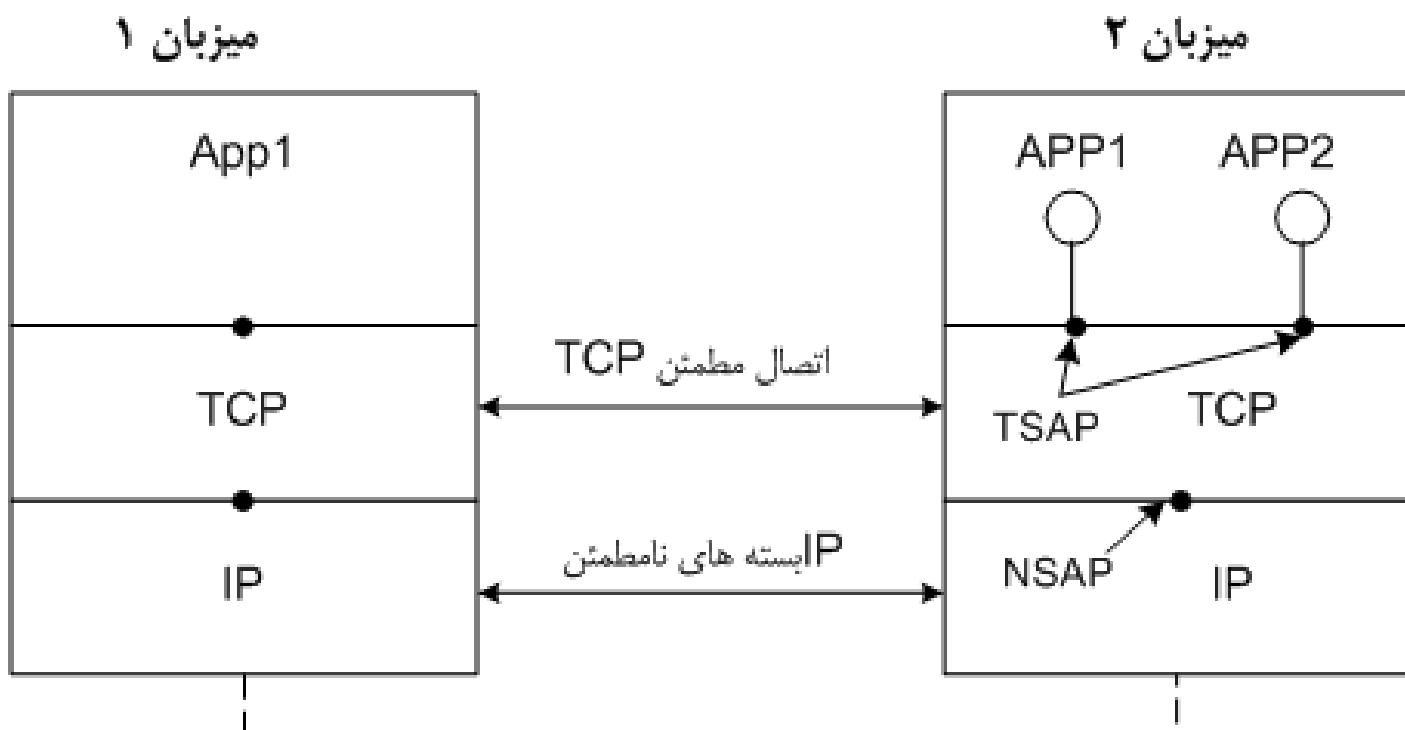 میزبان ۱
میزبان ۲
App1
APP1
APP2
اتصال مطمئن TCP
TCP
TSAP
TCP
IPبسته های نامطمئن
IP
NSAP
IP